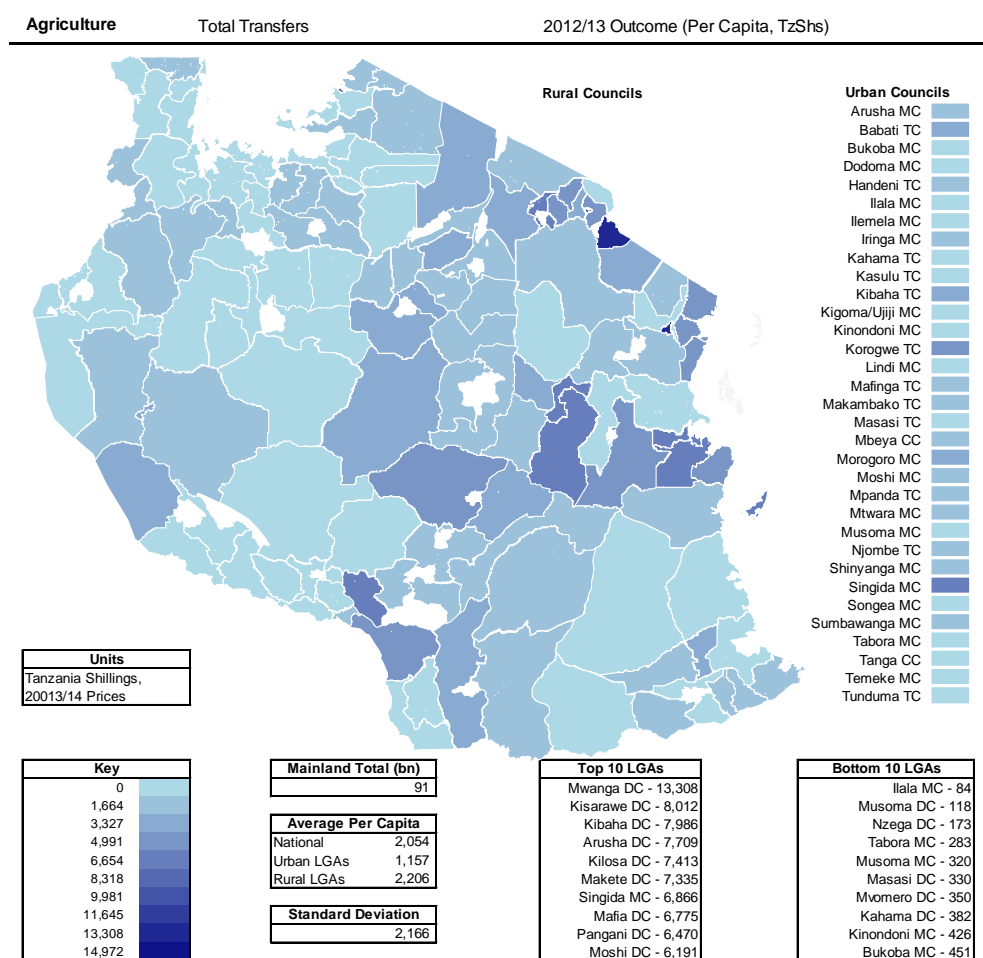 Agriculture Total Transfers 2012/13 Outcome (Per Capita, TzShs)
Rural Councils
Urban Councils
Arusha MC
Babati TC
Bukoba MC
Dodoma MC
Handeni TC
Ilala MC
Ilemela MC
Iringa MC
Kahama TC
Kasulu TC
Kibaha TC
Kigoma/Ujiji MC
Kinondoni MC
Korogwe TC
Lindi MC
Mafinga TC
Makambako TC
Masasi TC
Mbeya CC
Morogoro MC
Moshi MC
Mpanda TC
Mtwara MC
Musoma MC
Njombe TC
Shinyanga MC
Singida MC
Songea MC
Sumbawanga MC
Tabora MC
Tanga CC
Temeke MC
Tunduma TC
Units
Tanzania Shillings,
20013/14 Prices
Key
0
1,664
3,327
4,991
6,654
8,318
9,981
11,645
13,308
14,972
Mainland Total (bn)
91
Average Per Capita
National 2,054
Urban LGAs 1,157
Rural LGAs 2,206
Standard Deviation
2,166
Top 10 LGAs
Mwanga DC - 13,308
Kisarawe DC - 8,012
Kibaha DC - 7,986
Arusha DC - 7,709
Kilosa DC - 7,413
Makete DC - 7,335
Singida MC - 6,866
Mafia DC - 6,775
Pangani DC - 6,470
Moshi DC - 6,191
Bottom 10 LGAs
Ilala MC - 84
Musoma DC - 118
Nzega DC - 173
Tabora MC - 283
Musoma MC - 320
Masasi DC - 330
Mvomero DC - 350
Kahama DC - 382
Kinondoni MC - 426
Bukoba MC - 451